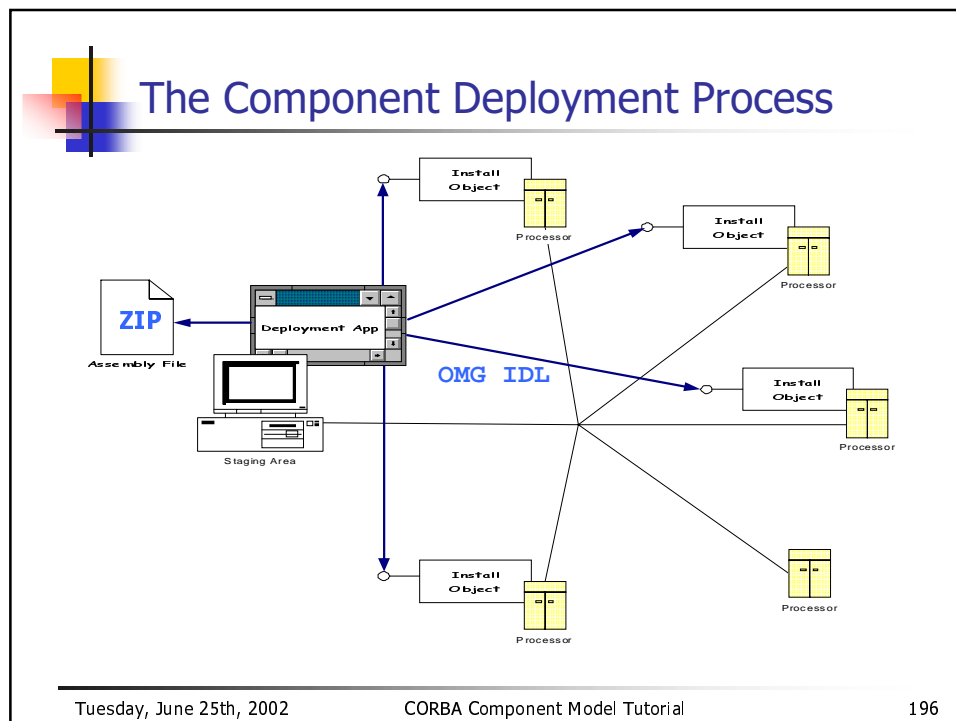 The Component Deployment Process
Install
Object
Processor
Install
Object
Processor
ZIP
Assembly File
Deployment App
OMG IDL
Install
Object
Processor
Staging Area
Install
Object
Processor
Processor
Tuesday, June 25th, 2002
CORBA Component Model Tutorial
196